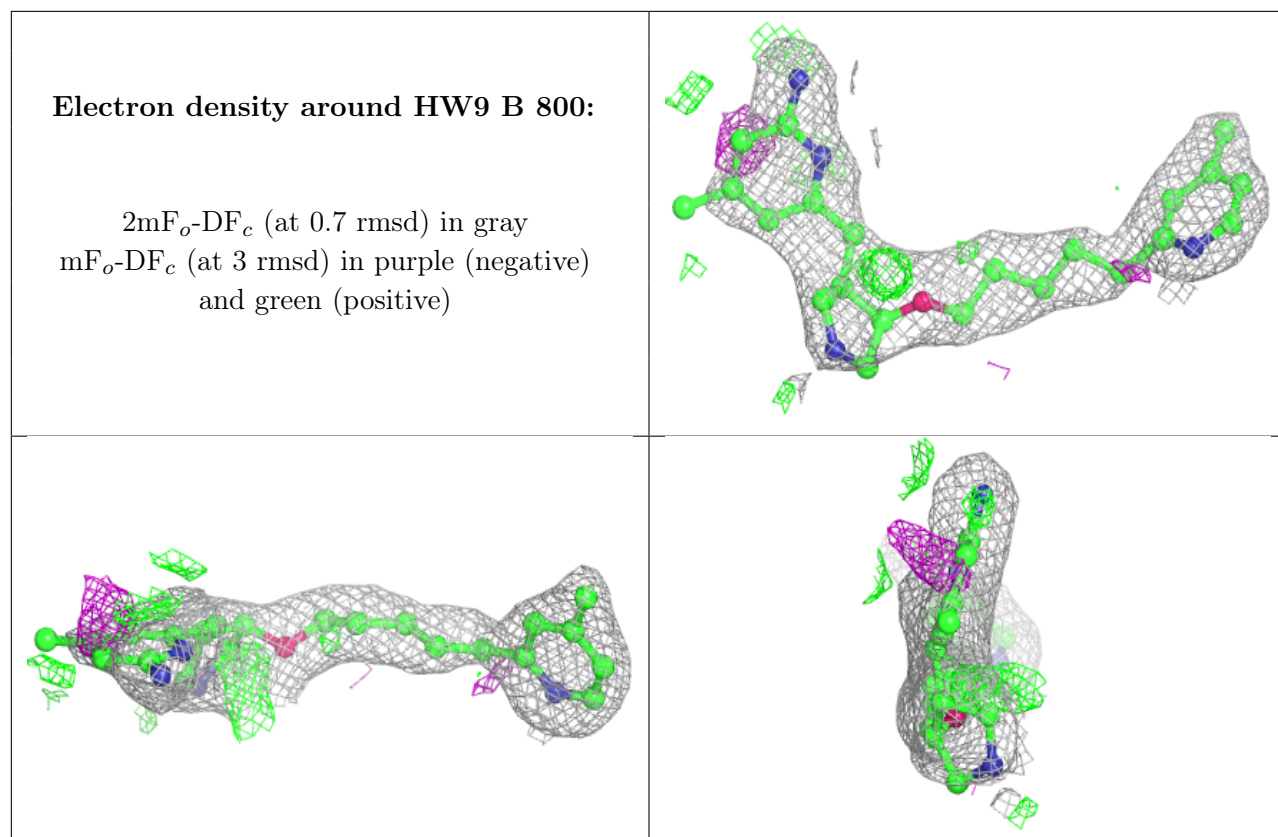 Electron density around HW9 B 800:
2mFo-DFc (at 0.7 rmsd) in gray
mFo-DFc (at 3 rmsd) in purple (negative)
and green (positive)